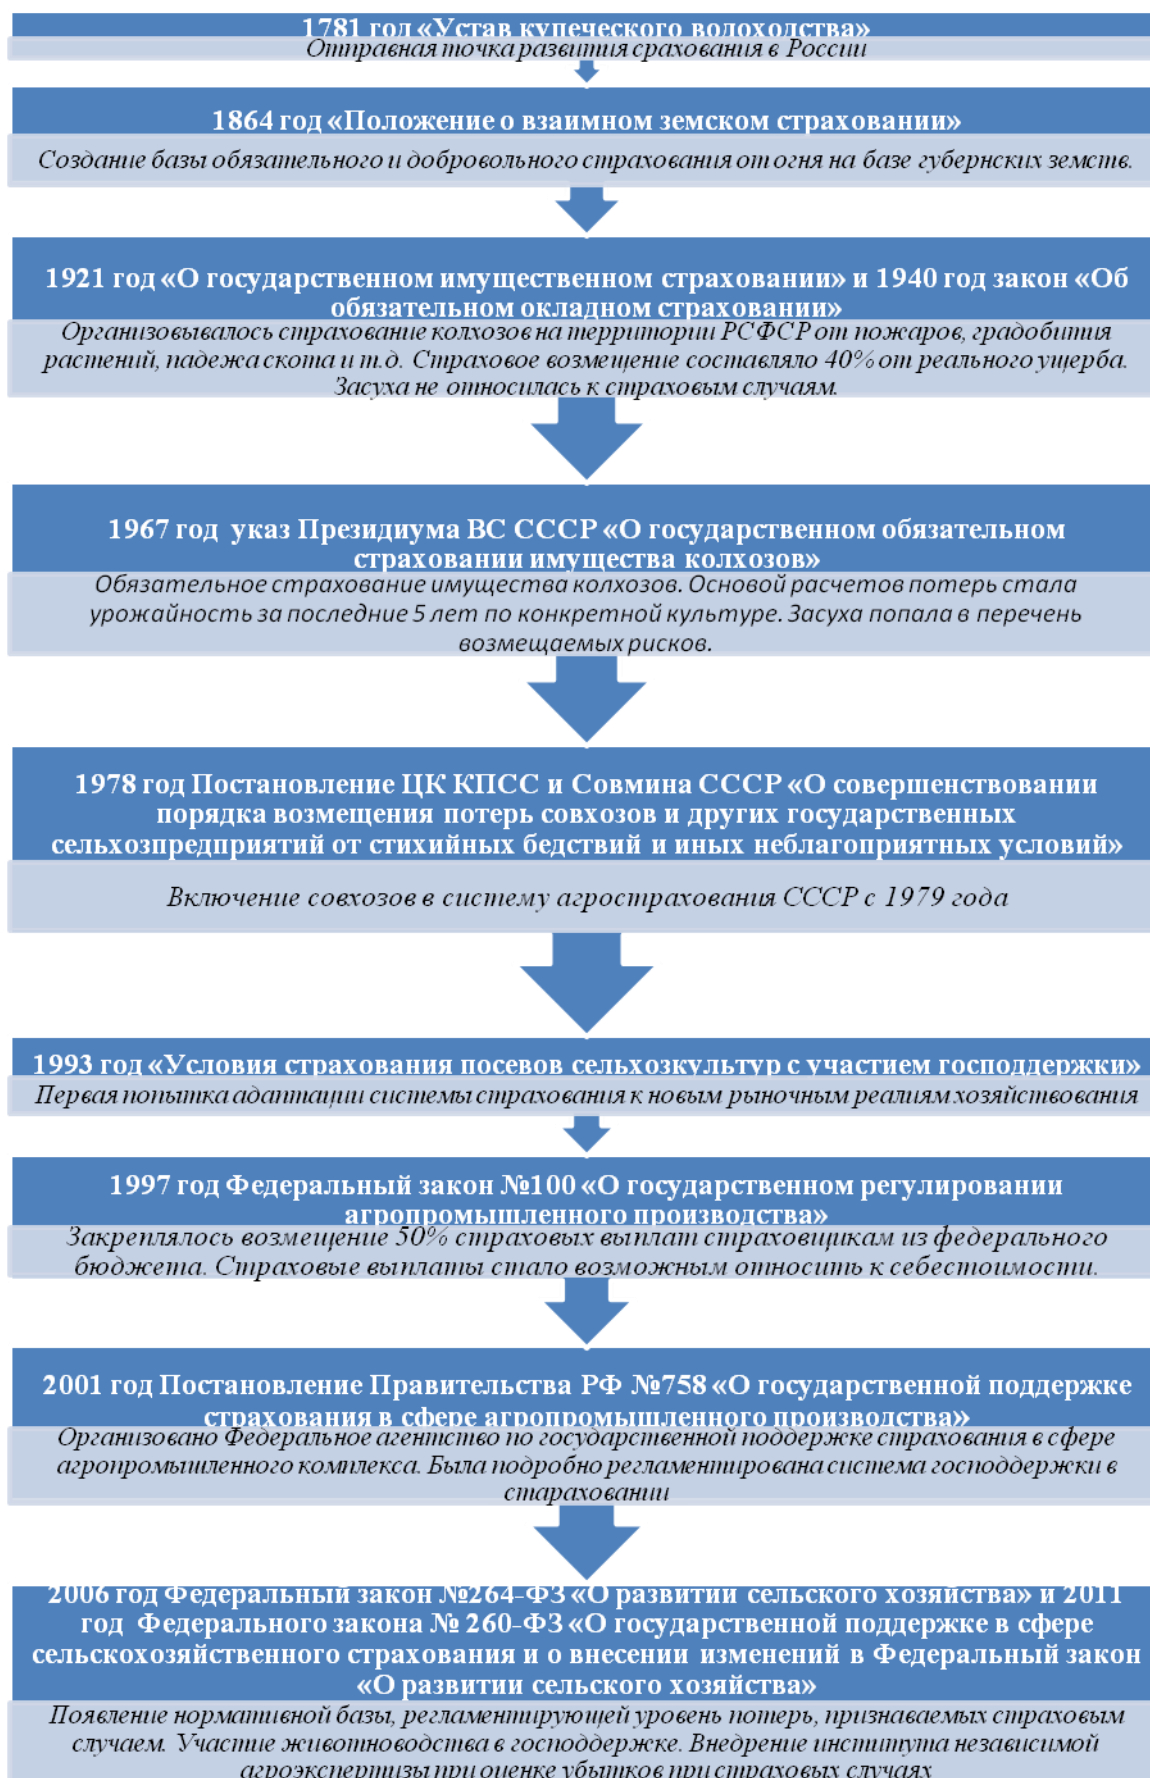 1781 год «Устав купеческого водоходства»
Отправная точка развития срахования в России
1864 год «Положение о взаимном земском страховании»
Создание базы обязательного и добровольного страхования от огня на базе губернских земств.
1921 год «О государственном имущественном страховании» и 1940 год закон «Об
обязательном окладном страховании»
Организовывалось страхование колхозов на территории РСФСР от пожаров, градобития
растений, падежа скота и т.д. Страховое возмещение составляло 40% от реального ущерба.
Засуха не относилась к страховым случаям.
1967 год указ Президиума ВС СССР «О государственном обязательном
страховании имущества колхозов»
Обязательное страхование имущества колхозов. Основой расчетов потерь стала
урожайность за последние 5 лет по конкретной культуре. Засуха попала в перечень
возмещаемых рисков.
1978 год Постановление ЦК КПСС и Совмина СССР «О совершенствовании
порядка возмещения потерь совхозов и других государственных
сельхозпредприятий от стихийных бедствий и иных неблагоприятных условий»
Включение совхозов в систему агрострахования СССР с 1979 года
1993 год «Условия страхования посевов сельхозкультур с участием господдержки»
Первая попытка адаптации системы страхования к новым рыночным реалиям хозяйствования
1997 год Федеральный закон №100 «О государственном регулировании
агропромышленного производства»
Закреплялось возмещение 50% страховых выплат страховщикам из федерального
бюджета. Страховые выплаты стало возможным относить к себестоимости.
2001 год Постановление Правительства РФ №758 «О государственной поддержке
страхования в сфере агропромышленного производства»
Организовано Федеральное агентство по государственной поддержке страхования в сфере
агропромышленного комплекса. Была подробно регламентирована система господдержки в
стараховании
2006 год Федеральный закон №264-ФЗ «О развитии сельского хозяйства» и 2011
год Федерального закона № 260-ФЗ «О государственной поддержке в сфере
сельскохозяйственного страхования и о внесении изменений в Федеральный закон
«О развитии сельского хозяйства»
Появление нормативной базы, регламентирующей уровень потерь, признаваемых страховым
случаем. Участие животноводства в господдержке. Внедрение института независимой
агроэкспертизы при оценке убытков при страховых случаях